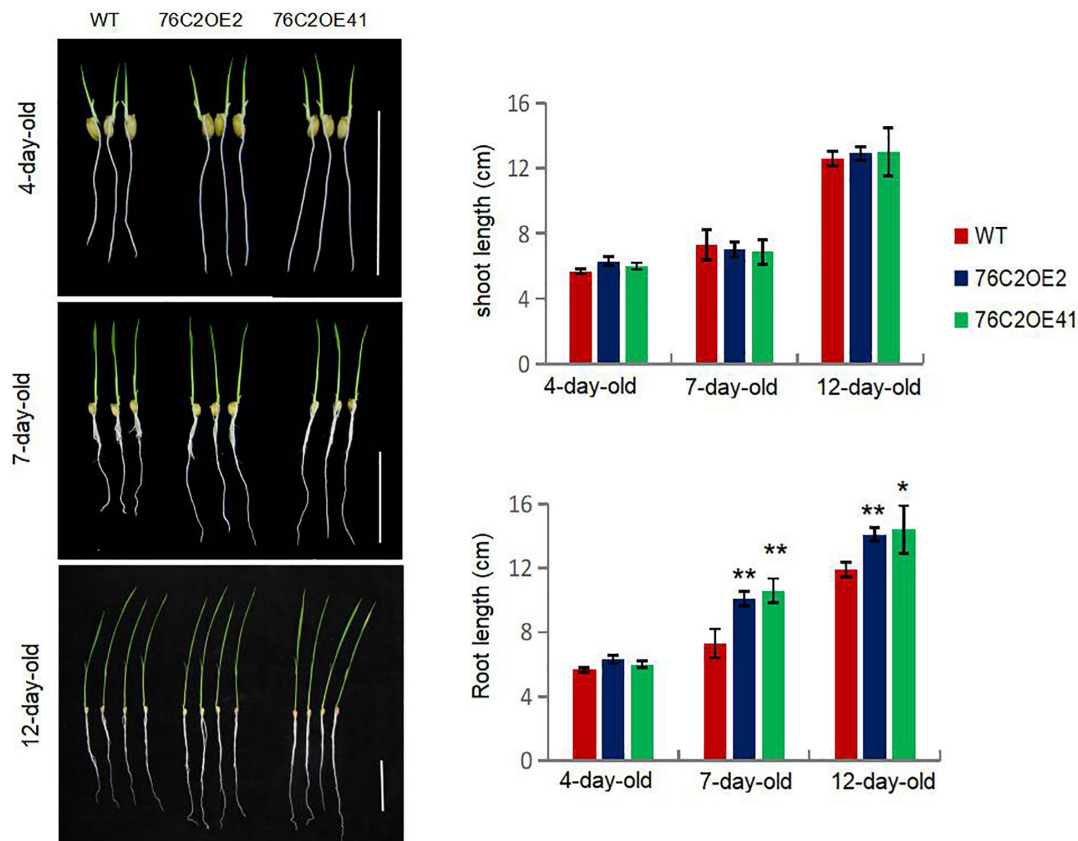 WT 76C2OE2 76C2OE41
4-day-old
7-day-old
12-day-old
shoot length (cm)
16
12
8
4
0
4-day-old 7-day-old 12-day-old
WT
76C2OE2
76C2OE41
Root length (cm)
16
12
8
4
0
** ** ** *
4-day-old 7-day-old 12-day-old